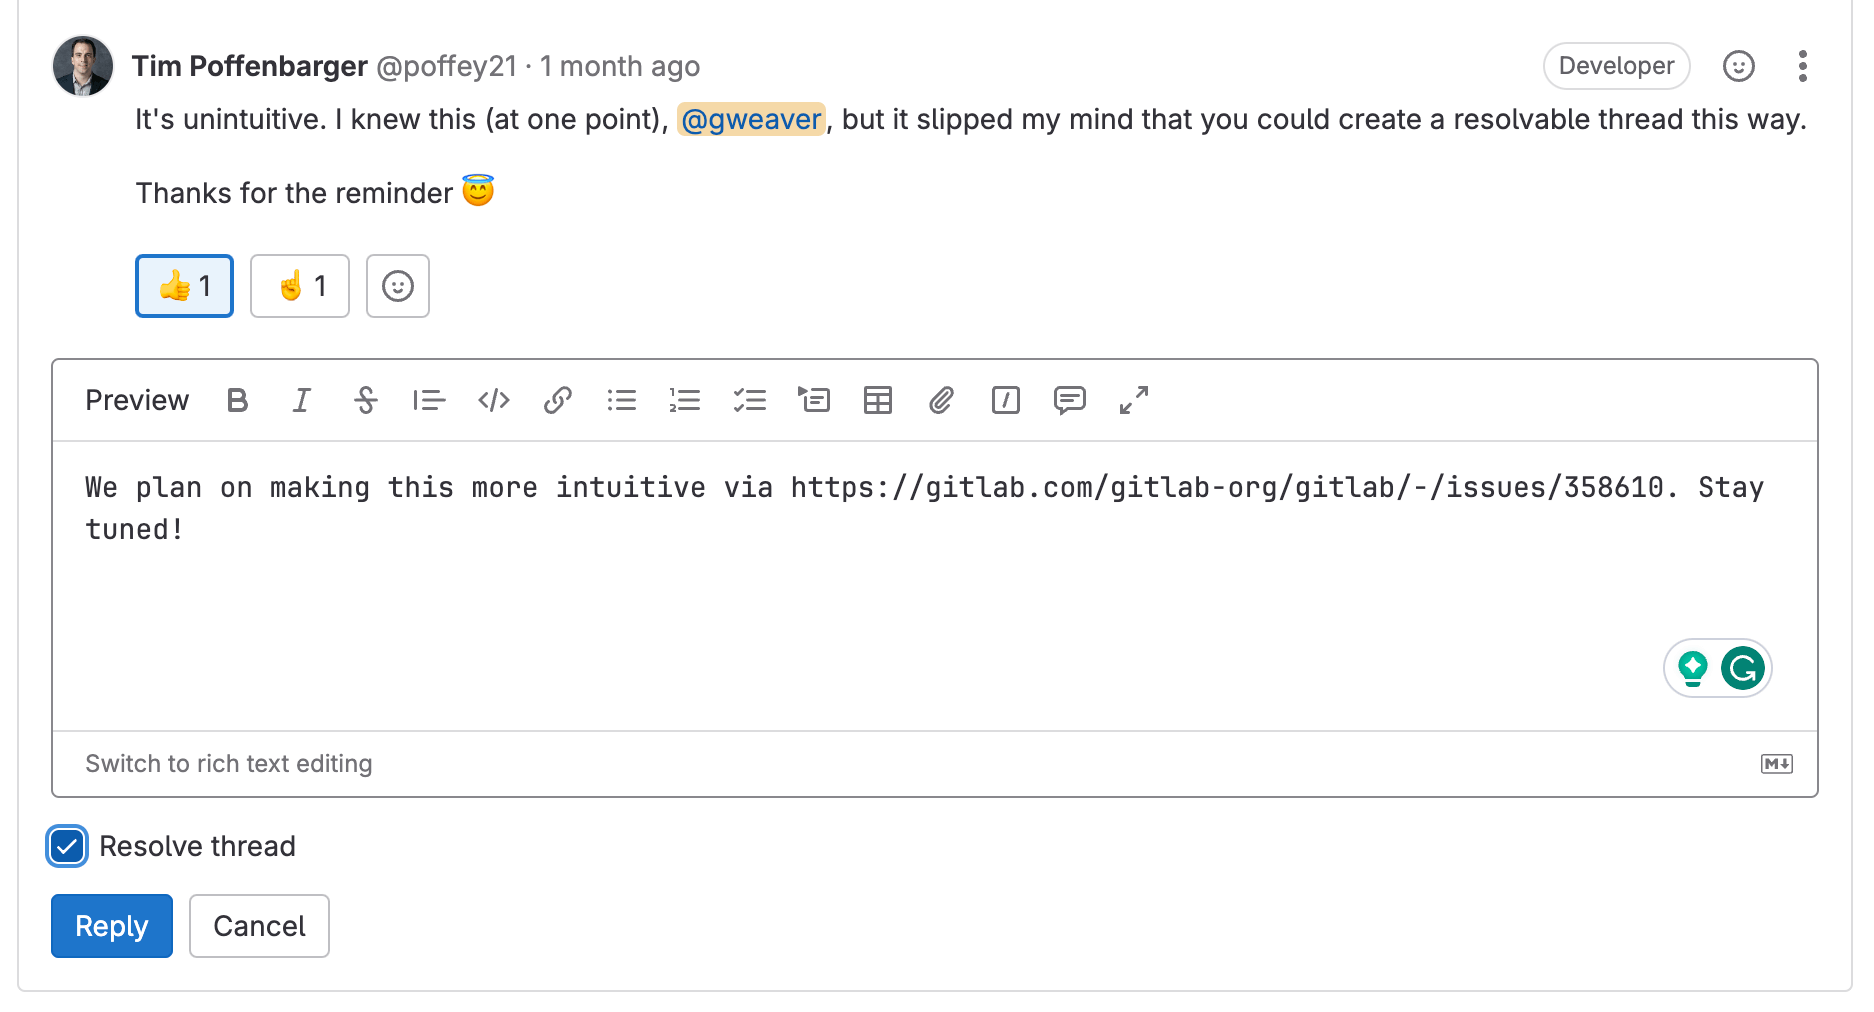 Tim Poffenbarger @poffey21 · 1 month ago
Developer
It's unintuitive. I knew this (at one point), @gweaver, but it slipped my mind that you could create a resolvable thread this way.
Thanks for the reminder 😇
👍 1 ☝️ 1
Preview
We plan on making this more intuitive via https://gitlab.com/gitlab-org/gitlab/-/issues/358610. Stay
tuned!
Switch to rich text editing
Resolve thread
Reply Cancel